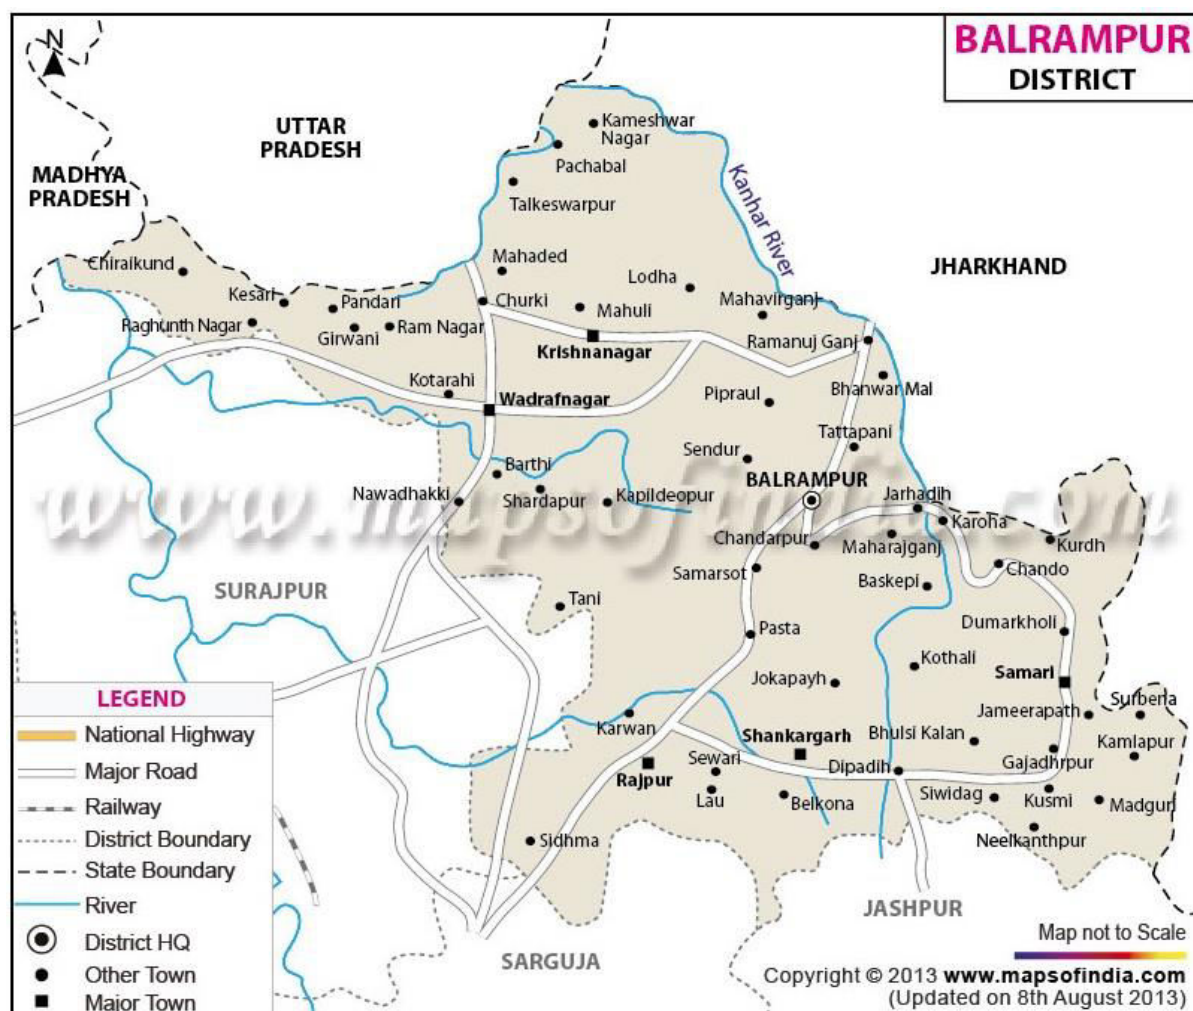 BALRAMPUR
DISTRICT
N
UTTAR
PRADESH
MADHYA
PRADESH
JHARKHAND
Kanhar River
Kameshwar
Nagar
Pachabal
Talkeswarpur
Chiraikund
Mahaded
Lodha
Kesari
Pandari
Churki
Mahuli
Mahavirganj
Raghunth Nagar
Girwani
Ram Nagar
Krishnanagar
Ramanuj Ganj
Kotarahi
Wadrafnagar
Pipraul
Bhanwar Mal
Tattapani
Sendur
Barthi
BALRAMPUR
Nawadhakki
Shardapur
Kapildeopur
Jarhadih
www.mapsofindia.com
Karoha
Chandarpur
Maharajganj
Kurdh
Samarsot
Baskepi
Chando
SURAJPUR
Tani
Pasta
Dumarkholi
Kothali
Samari
Jokapayh
Surbena
Karwan
Jameerapath
Shankargarh
Bhulsi Kalan
Kamlapur
Sewari
Dipadih
Gajadhrpur
Rajpur
Lau
Belkona
Siwidag
Kusmi
Madguri
Sidhma
Neelkanthpur
JASHPUR
SARGUJA
LEGEND
National Highway
Major Road
Railway
District Boundary
State Boundary
River
District HQ
Other Town
Major Town
Map not to Scale
Copyright © 2013 www.mapsofindia.com
(Updated on 8th August 2013)